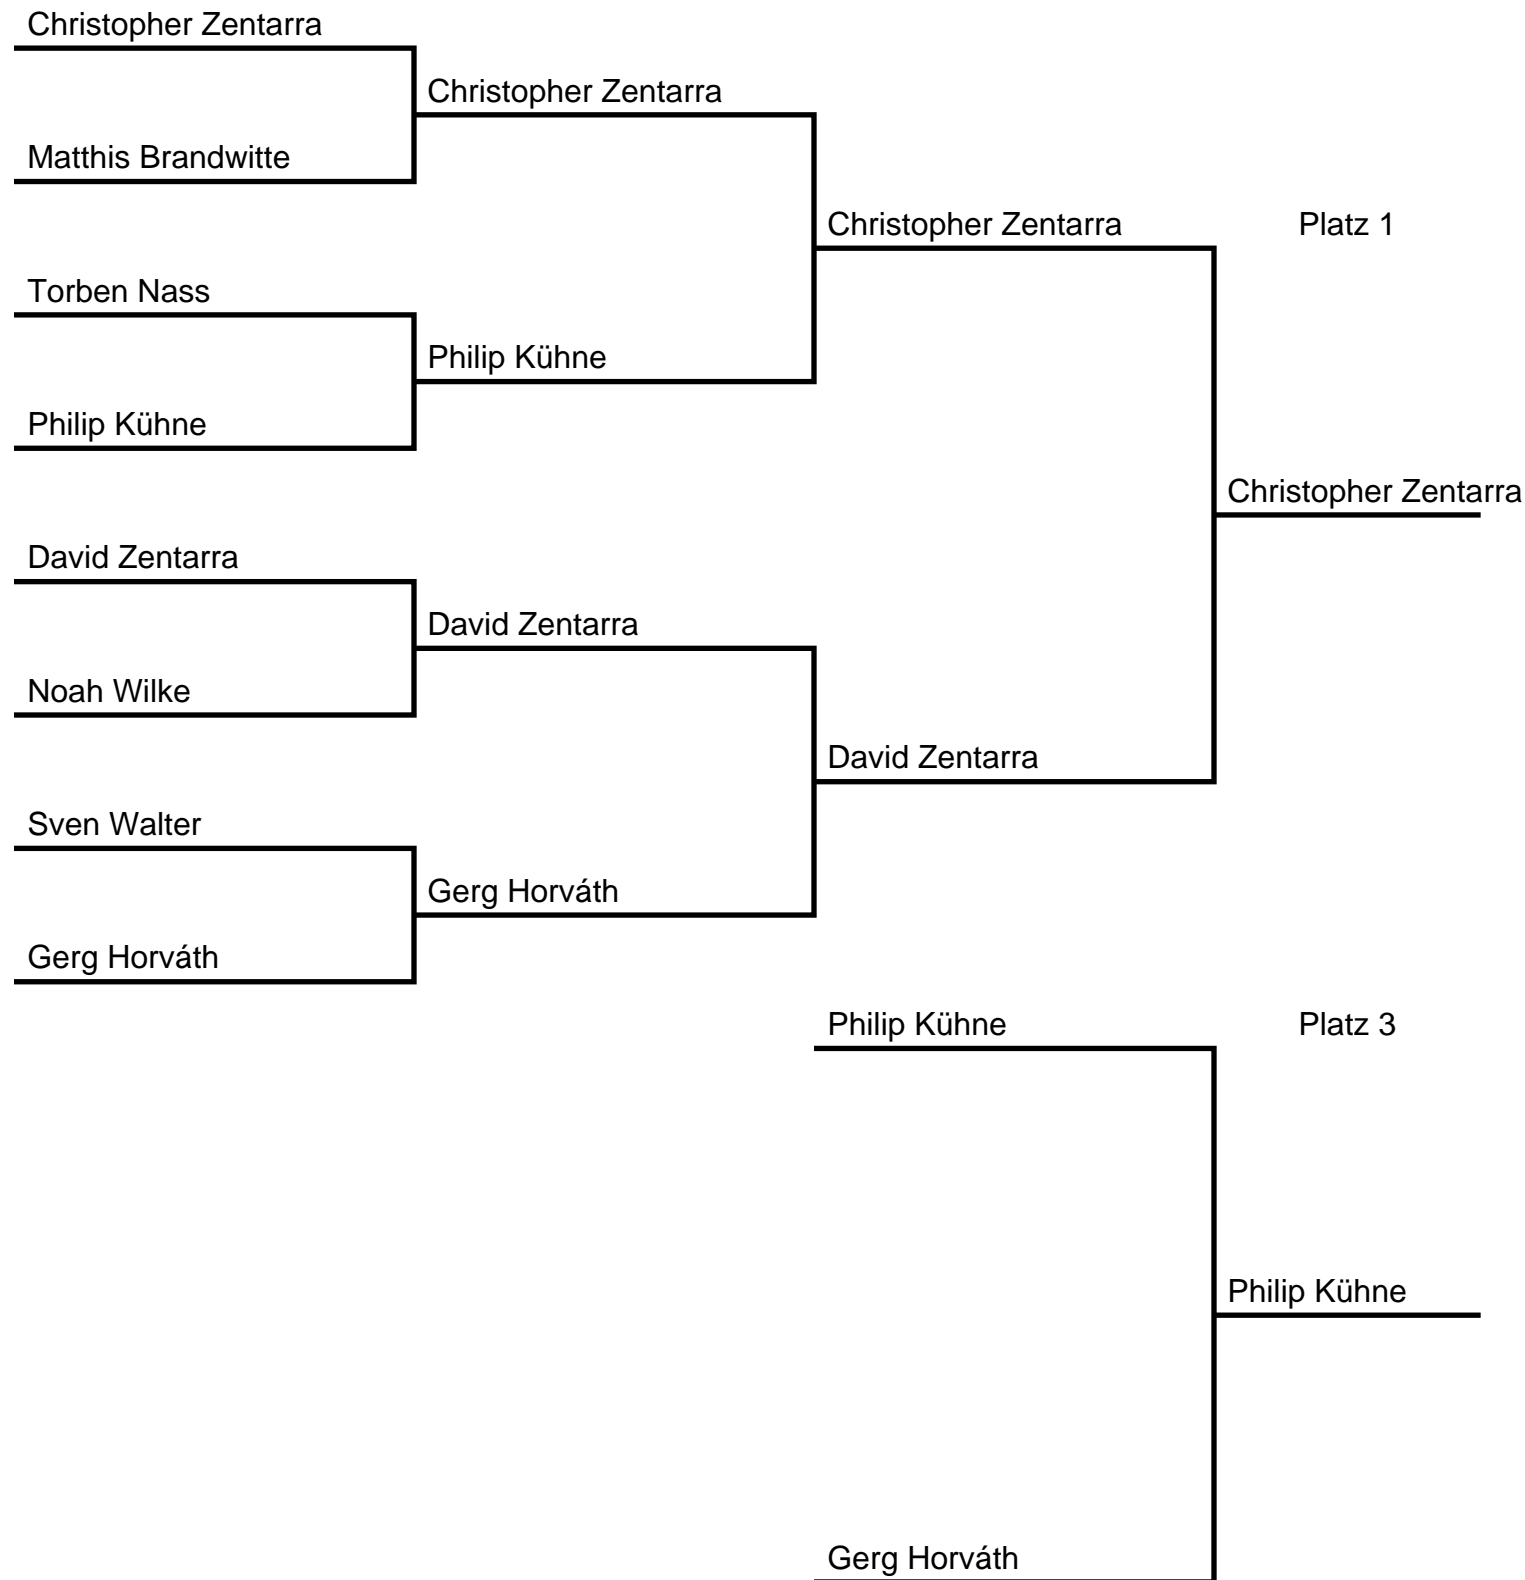 Christopher Zentarra
Christopher Zentarra
Matthis Brandwitte
Christopher Zentarra
Platz 1
Torben Nass
Philip Kühne
Philip Kühne
Christopher Zentarra
David Zentarra
David Zentarra
Noah Wilke
David Zentarra
Sven Walter
Gerg Horváth
Gerg Horváth
Philip Kühne
Platz 3
Philip Kühne
Gerg Horváth